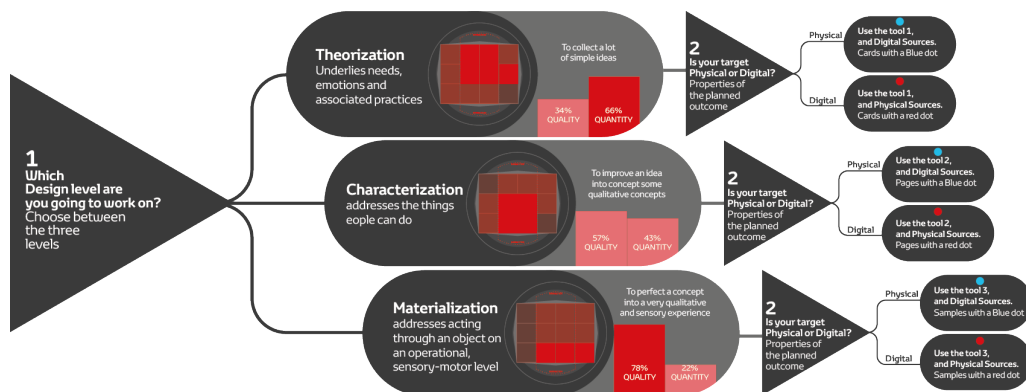 1
Which
Design level are
you going to work on?
Choose between
the three
levels
Theorization
Underlies needs,
emotions and
associated practices
To collect a lot
of simple ideas
34%
QUALITY
66%
QUANTITY
2
Is your target
Physical or Digital?
Properties of
the planned
outcome
Physical
Use the tool 1,
and Digital Sources.
Cards with a Blue dot
Digital
Use the tool 1,
and Physical Sources.
Cards with a red dot
Characterization
addresses the things
eople can do
To improve an idea
into concept some
qualitative concepts
57%
QUALITY
43%
QUANTITY
2
Is your target
Physical or Digital?
Properties of
the planned
outcome
Physical
Use the tool 2,
and Digital Sources.
Pages with a Blue dot
Digital
Use the tool 2,
and Physical Sources.
Pages with a red dot
Materialization
addresses acting
through an object on
an operational,
sensory-motor level
To perfect a concept
into a very qualitative
and sensory experience
78%
QUALITY
22%
QUANTITY
2
Is your target
Physical or Digital?
Properties of
the planned
outcome
Physical
Use the tool 3,
and Digital Sources.
Samples with a Blue dot
Digital
Use the tool 3,
and Physical Sources.
Samples with a red dot